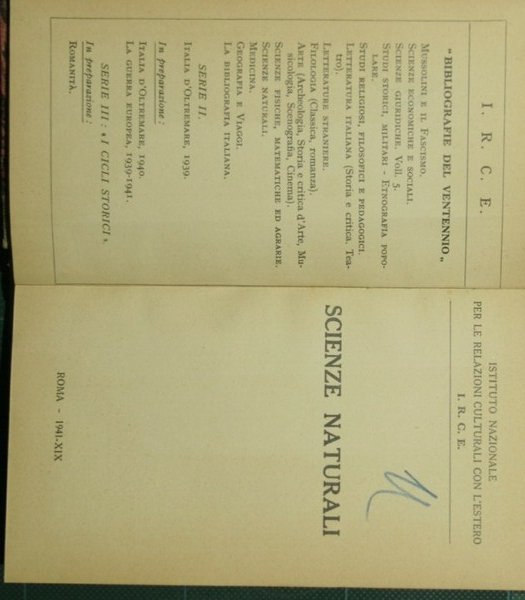 I. R. C. E.
"BIBLIOGRAFIE DEL VENTENNIO„
MUSSOLINI E IL FASCISMO.
SCIENZE ECONOMICHE E SOCIALI.
SCIENZE GIURIDICHE, Voll. 5.
STUDI STORICI, MILITARI - ETNOGRAFIA POPO-
LARE.
STUDI RELIGIOSI, FILOSOFICI E PEDAGOGICI.
LETTERATURA ITALIANA (Storia e critica, Tea-
tro).
LETTERATURE STRANIERE.
FILOLOGIA (Classica, romanza).
ARTE (Archeologia, Storia e critica d'Arte, Mu-
sicologia, Scenografia, Cinema).
SCIENZE FISICHE, MATEMATICHE ED AGRARIE.
SCIENZE NATURALI.
MEDICINA.
GEOGRAFIA E VIAGGI.
LA BIBLIOGRAFIA ITALIANA.
SERIE II.
ITALIA D'OLTREMARE, 1939.
In preparazione:
ITALIA D'OLTREMARE, 1940.
LA GUERRA EUROPEA, 1939-1941.
SERIE III: « I CICLI STORICI ».
In preparazione:
ROMANITÀ.
ISTITUTO NAZIONALE
PER LE RELAZIONI CULTURALI CON L'ESTERO
I. R. C. E.
SCIENZE NATURALI
ROMA - 1941-XIX